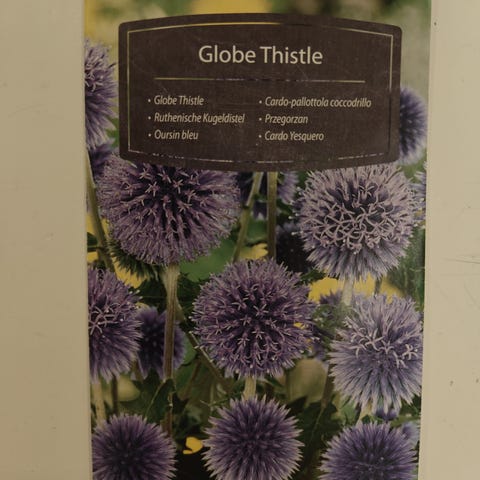 Globe Thistle
• Globe Thistle
• Ruthenische Kugeldistel
• Oursin bleu
• Cardo-pallottola coccodrillo
• Przegorzan
• Cardo Yesquero